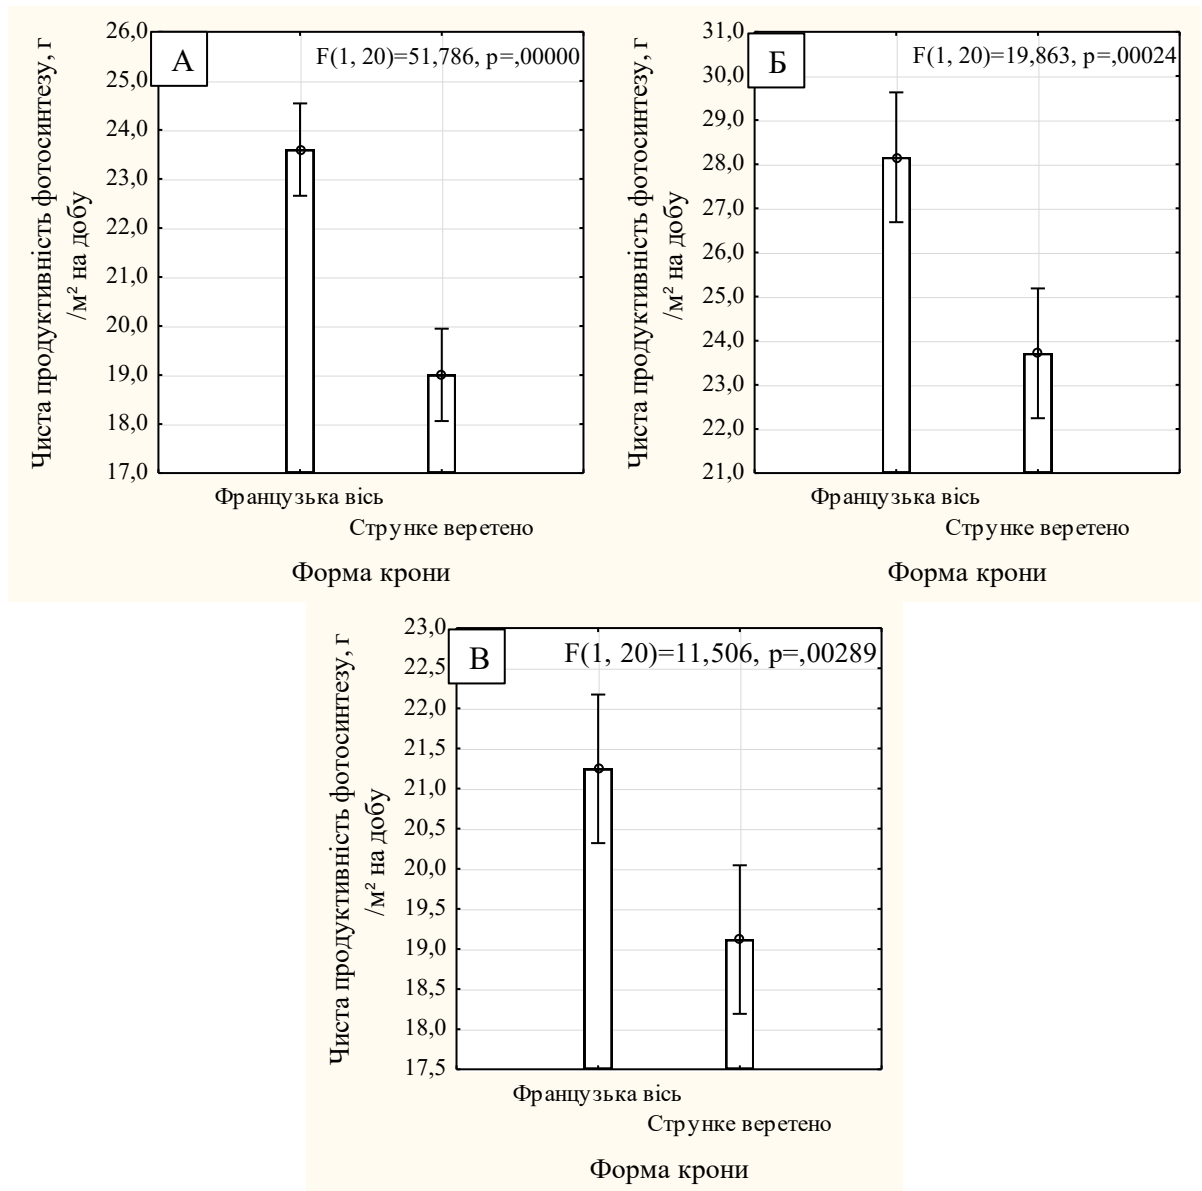 Чиста продуктивність фотосинтезу, г
/м² на добу
26,0
25,0
24,0
23,0
22,0
21,0
20,0
19,0
18,0
17,0
А
F(1, 20)=51,786, p=,00000
Французька вісь
Струнке веретено
Форма крони
Чиста продуктивність фотосинтезу, г
/м² на добу
31,0
30,0
29,0
28,0
27,0
26,0
25,0
24,0
23,0
22,0
21,0
Б
F(1, 20)=19,863, p=,00024
Французька вісь
Струнке веретено
Форма крони
Чиста продуктивність фотосинтезу, г
/м² на добу
23,0
22,5
22,0
21,5
21,0
20,5
20,0
19,5
19,0
18,5
18,0
17,5
В
F(1, 20)=11,506, p=,00289
Французька вісь
Струнке веретено
Форма крони